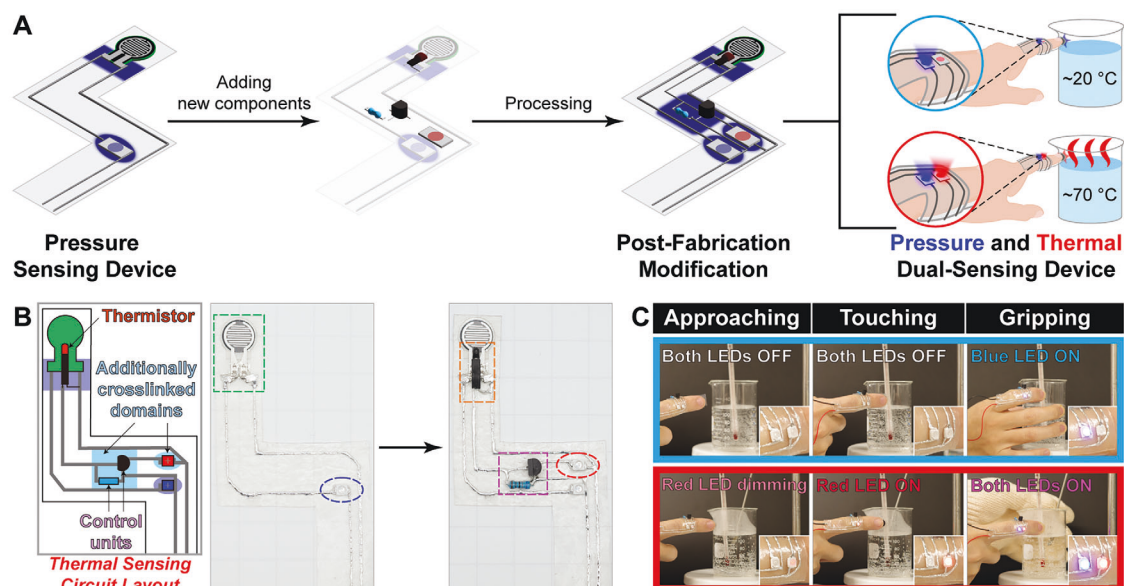 A
Adding
new components
Processing
~20 °C
~70 °C
Pressure
Sensing Device
Post-Fabrication
Modification
Pressure and Thermal
Dual-Sensing Device
B
Thermistor
Additionally
crosslinked
domains
Control
units
Thermal Sensing
Circuit Layout
C
Approaching
Touching
Gripping
Both LEDs OFF
Both LEDs OFF
Blue LED ON
Red LED dimming
Red LED ON
Both LEDs ON